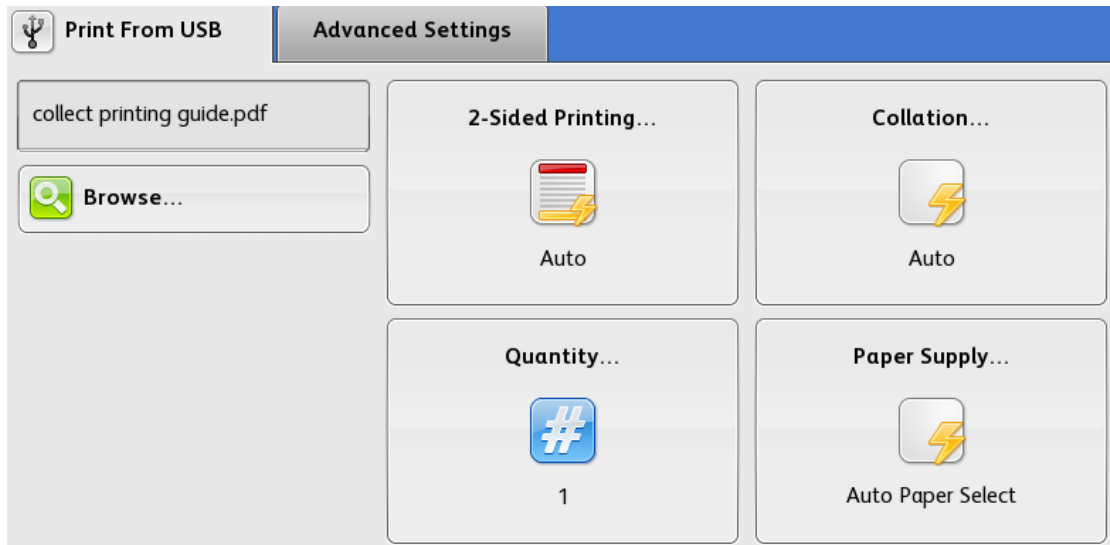 Print From USB
Advanced Settings
collect printing guide.pdf
Browse...
2-Sided Printing...
Auto
Collation...
Auto
Quantity...
#
1
Paper Supply...
Auto Paper Select